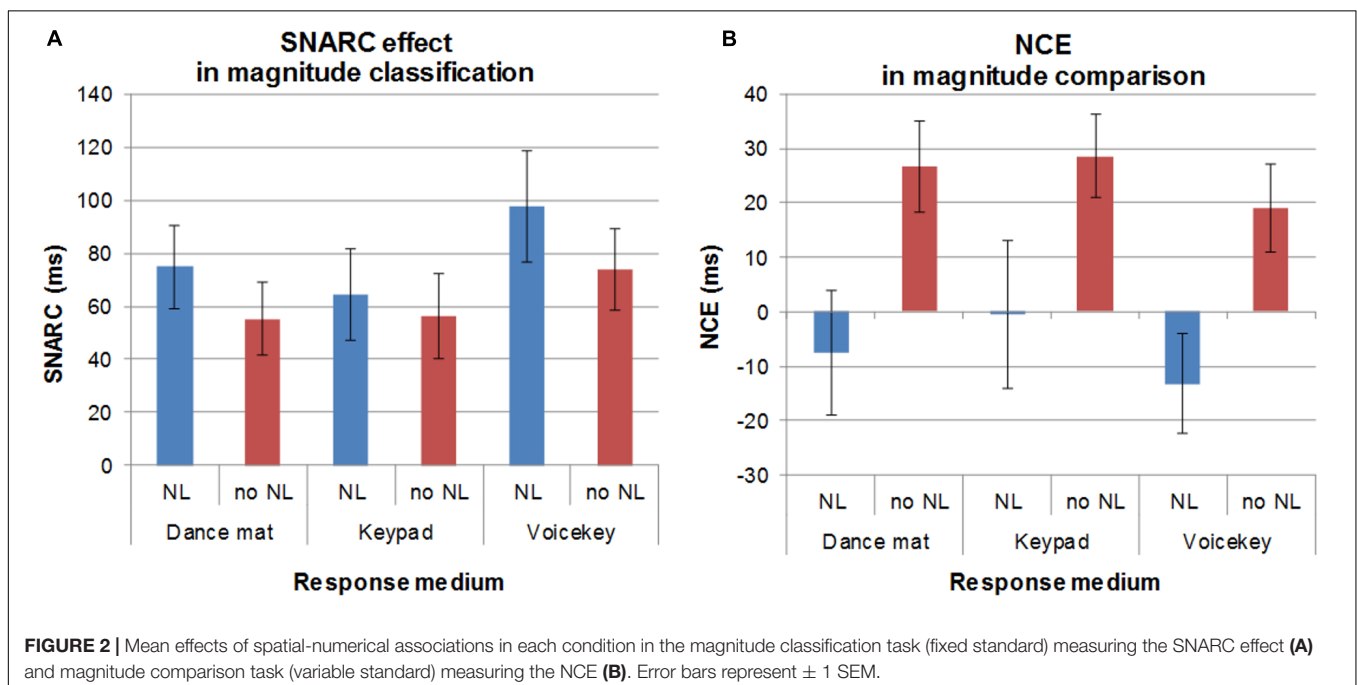 A
SNARC effect
in magnitude classification
140
120
100
80
60
40
20
0
SNARC (ms)
NL no NL NL no NL NL no NL
Dance mat Keypad Voicekey
Response medium
B
NCE
in magnitude comparison
40
30
20
10
0
-10
-20
-30
NCE (ms)
NL no NL NL no NL NL no NL
Dance mat Keypad Voicekey
Response medium
FIGURE 2 | Mean effects of spatial-numerical associations in each condition in the magnitude classification task (fixed standard) measuring the SNARC effect (A)
and magnitude comparison task (variable standard) measuring the NCE (B). Error bars represent ± 1 SEM.